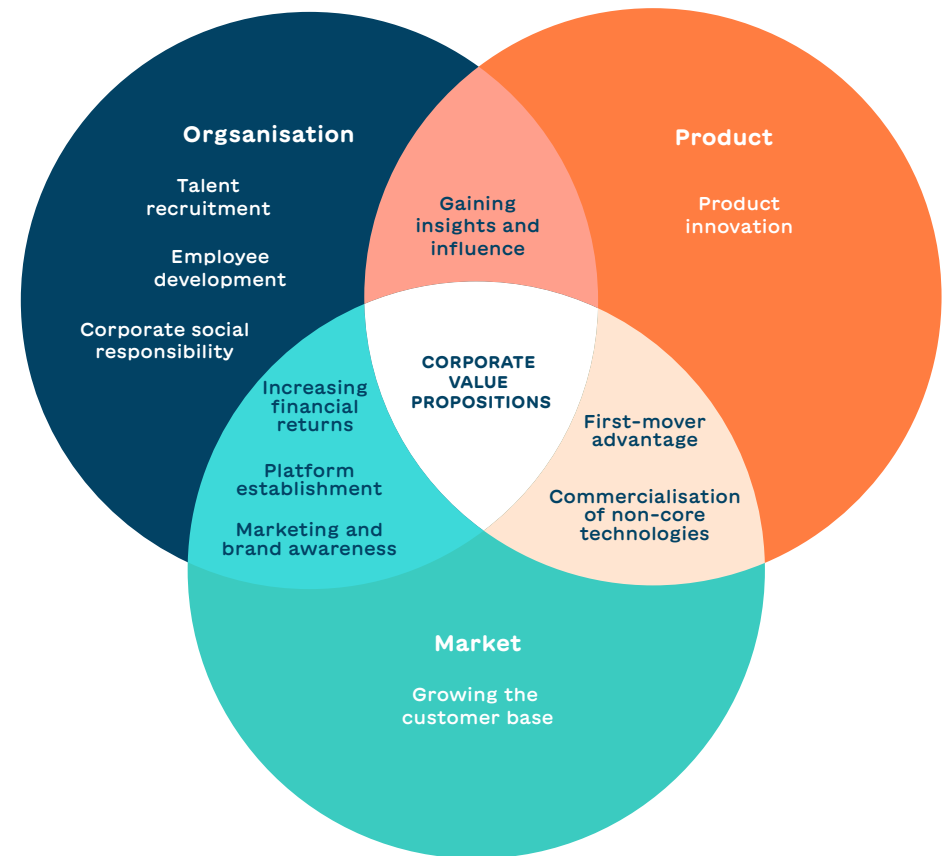 Orgsanisation
Talent
recruitment
Employee
development
Corporate social
responsibility
Product
Product
innovation
Gaining
insights and
influence
CORPORATE
VALUE
PROPOSITIONS
Increasing
financial
returns
Platform
establishment
Marketing and
brand awareness
First-mover
advantage
Commercialisation
of non-core
technologies
Market
Growing the
customer base